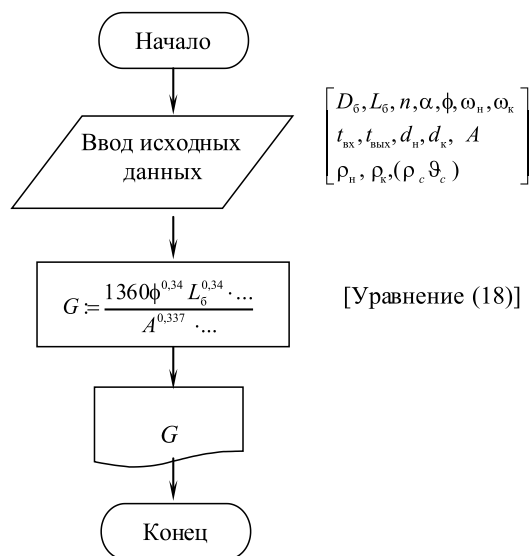 Начало
Ввод исходных
данных
D_б, L_б, n, α, ϕ, ω_н, ω_к
t_вх, t_вых, d_н, d_к, A
ρ_н, ρ_к, (ρ_c ϑ_c)
G := 1360ϕ^0,34 L_б^0,34 · ... / A^0,337 · ...
[Уравнение (18)]
G
Конец